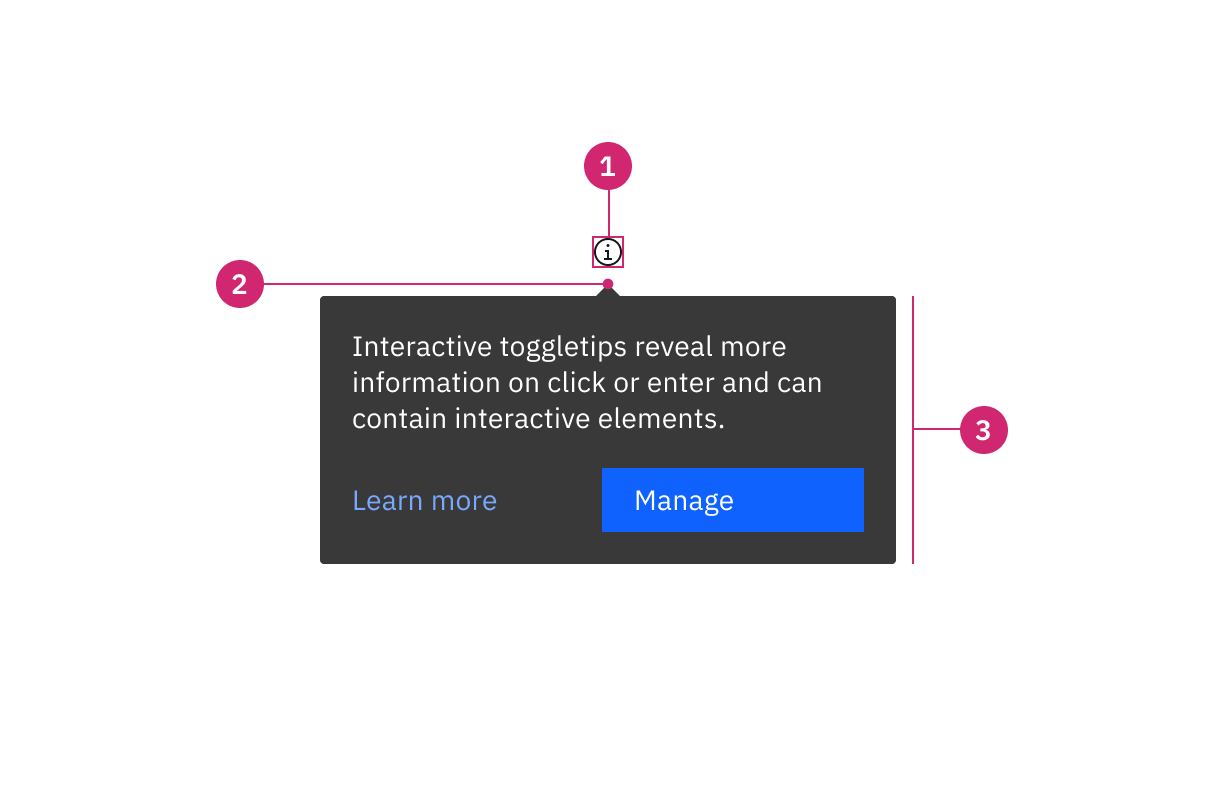 1
i
2
Interactive toggletips reveal more
information on click or enter and can
contain interactive elements.
3
Learn more
Manage